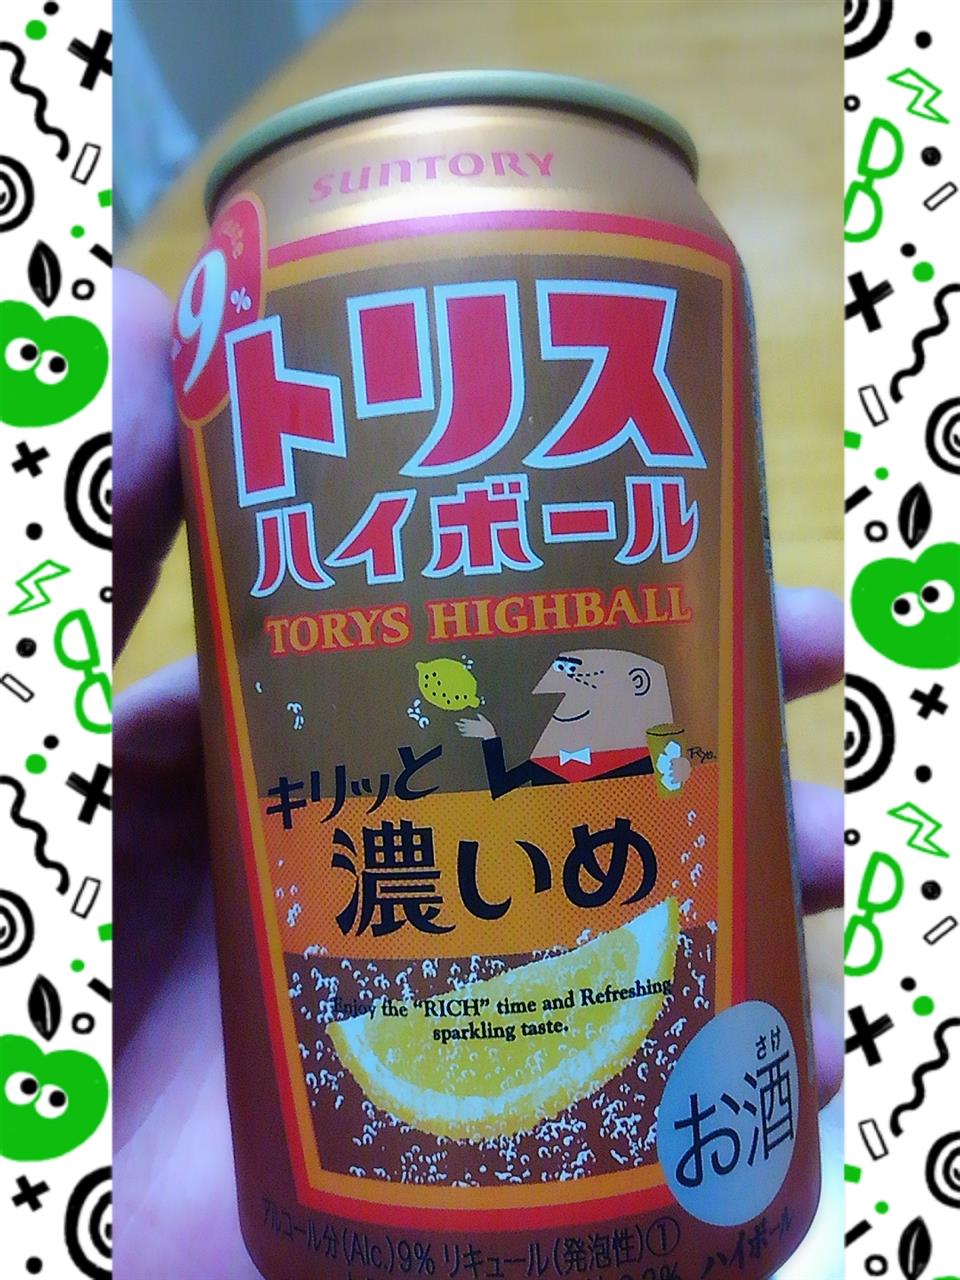 SUNTORY
9%
トリス
ハイボール
TORYS HIGHBALL
Ryo.
キリッと
濃いめ
Enjoy the "RICH" time and Refreshing
sparkling taste.
さけ
お酒
アルコール分(Alc.)9% リキュール(発泡性)①
ハイボール